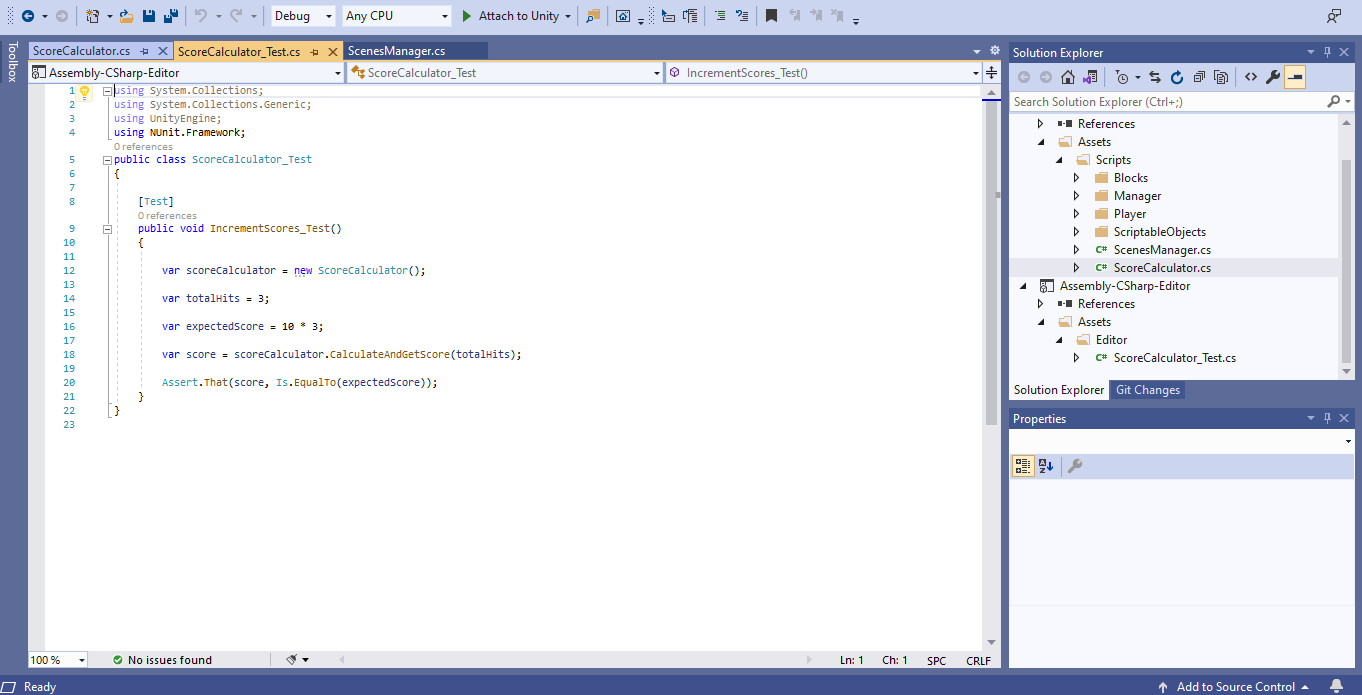 Debug
Any CPU
Attach to Unity
Toolbox
ScoreCalculator.cs
ScoreCalculator_Test.cs
ScenesManager.cs
Assembly-CSharp-Editor
ScoreCalculator_Test
IncrementScores_Test()
1 using System.Collections;
2 using System.Collections.Generic;
3 using UnityEngine;
4 using NUnit.Framework;
0 references
5 public class ScoreCalculator_Test
6 {
7
8 [Test]
0 references
9 public void IncrementScores_Test()
10 {
11
12 var scoreCalculator = new ScoreCalculator();
13
14 var totalHits = 3;
15
16 var expectedScore = 10 * 3;
17
18 var score = scoreCalculator.CalculateAndGetScore(totalHits);
19
20 Assert.That(score, Is.EqualTo(expectedScore));
21 }
22 }
23
100 %
No issues found
Ln: 1
Ch: 1
SPC
CRLF
Solution Explorer
Search Solution Explorer (Ctrl+;)
References
Assets
Scripts
Blocks
Manager
Player
ScriptableObjects
C# ScenesManager.cs
C# ScoreCalculator.cs
Assembly-CSharp-Editor
References
Assets
Editor
C# ScoreCalculator_Test.cs
Solution Explorer
Git Changes
Properties
Ready
Add to Source Control